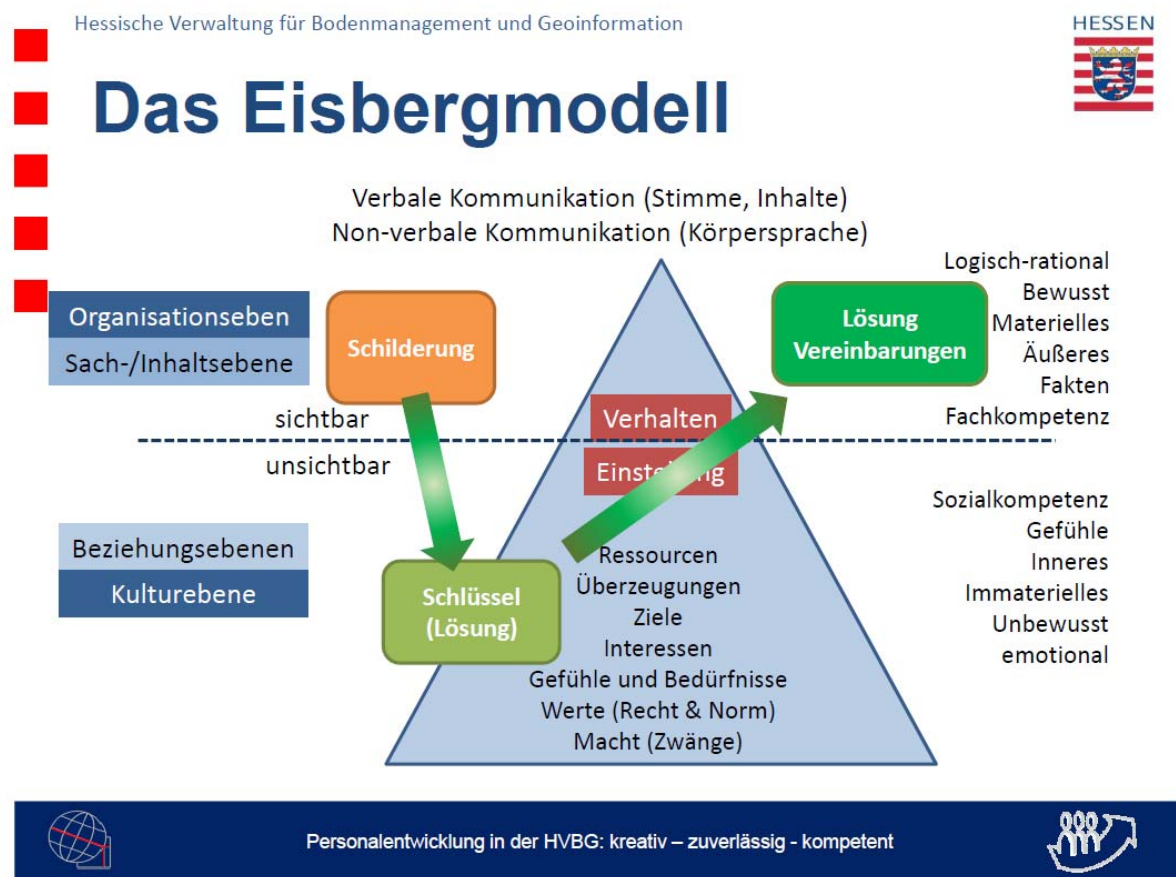 Hessische Verwaltung für Bodenmanagement und Geoinformation
HESSEN
Das Eisbergmodell
Verbale Kommunikation (Stimme, Inhalte)
Non-verbale Kommunikation (Körpersprache)
Organisationseben
Sach-/Inhaltsebene
Schilderung
Lösung
Vereinbarungen
Logisch-rational
Bewusst
Materielles
Äußeres
Fakten
Fachkompetenz
sichtbar
unsichtbar
Verhalten
Einstellung
Beziehungsebenen
Kulturebene
Schlüssel
(Lösung)
Ressourcen
Überzeugungen
Ziele
Interessen
Gefühle und Bedürfnisse
Werte (Recht & Norm)
Macht (Zwänge)
Sozialkompetenz
Gefühle
Inneres
Immaterielles
Unbewusst
emotional
Personalentwicklung in der HVBG: kreativ – zuverlässig - kompetent